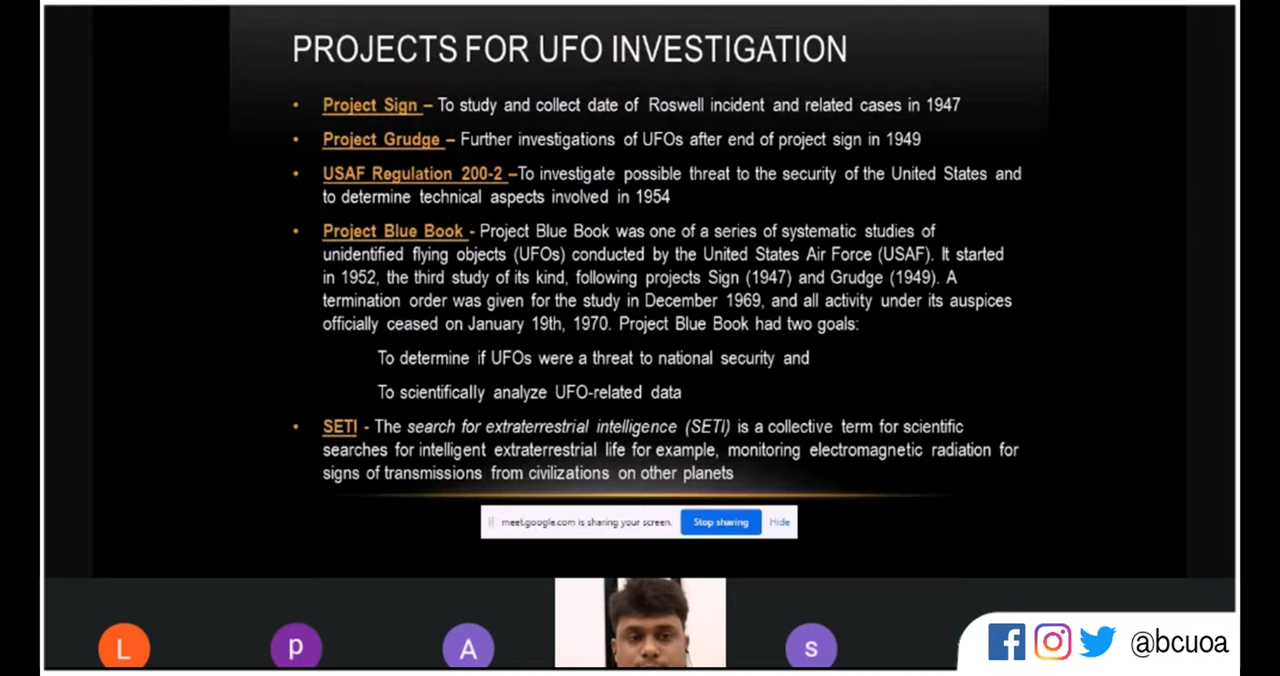 PROJECTS FOR UFO INVESTIGATION
• Project Sign – To study and collect date of Roswell incident and related cases in 1947
• Project Grudge – Further investigations of UFOs after end of project sign in 1949
• USAF Regulation 200-2 –To investigate possible threat to the security of the United States and
to determine technical aspects involved in 1954
• Project Blue Book - Project Blue Book was one of a series of systematic studies of
unidentified flying objects (UFOs) conducted by the United States Air Force (USAF). It started
in 1952, the third study of its kind, following projects Sign (1947) and Grudge (1949). A
termination order was given for the study in December 1969, and all activity under its auspices
officially ceased on January 19th, 1970. Project Blue Book had two goals:
To determine if UFOs were a threat to national security and
To scientifically analyze UFO-related data
• SETI - The search for extraterrestrial intelligence (SETI) is a collective term for scientific
searches for intelligent extraterrestrial life for example, monitoring electromagnetic radiation for
signs of transmissions from civilizations on other planets
meet.google.com is sharing your screen. Stop sharing Hide
L p A s
@bcuoa